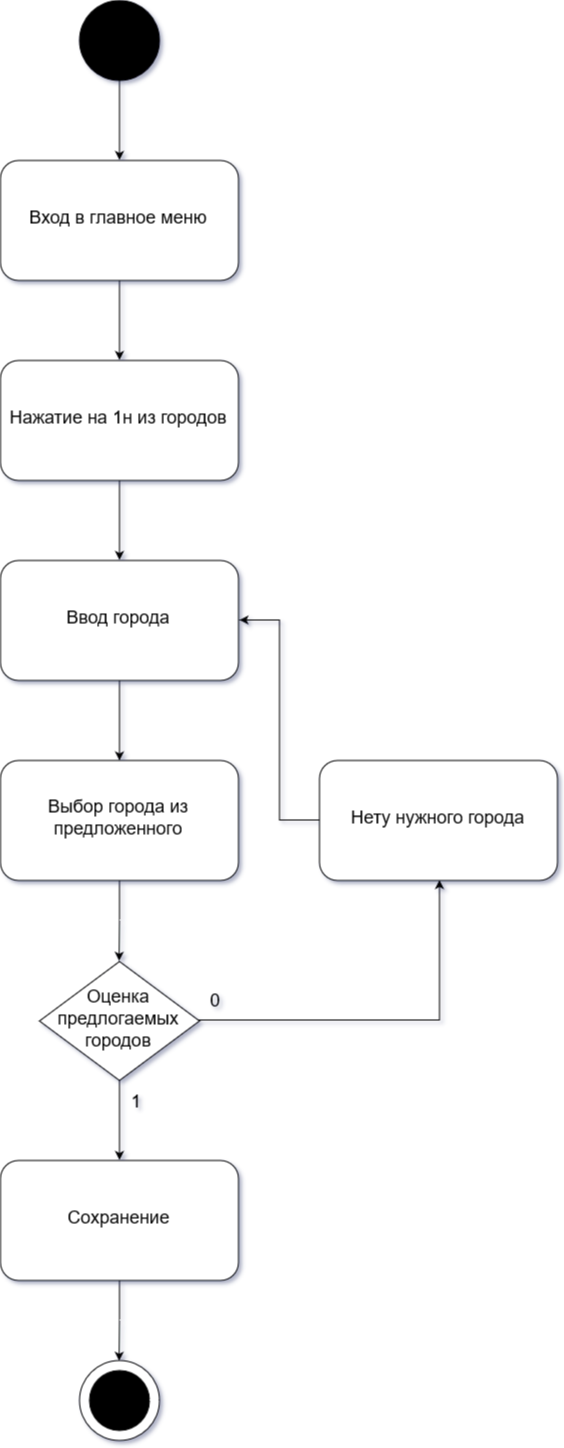 Вход в главное меню
Нажатие на 1н из городов
Ввод города
Выбор города из
предложенного
Нету нужного города
Оценка
предлогаемых
городов
0
1
Сохранение